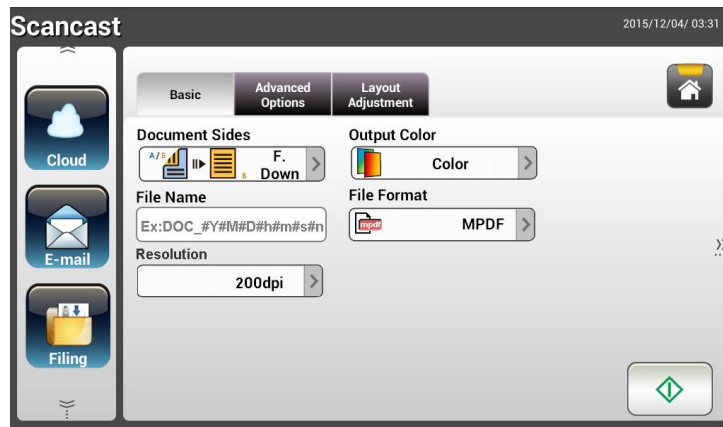 Scancast
2015/12/04/ 03:31
Cloud
E-mail
Filing
Basic
Advanced
Options
Layout
Adjustment
Document Sides
A/B
B
F.
Down
Output Color
Color
File Name
Ex:DOC_#Y#M#D#h#m#s#n
File Format
mpdf
MPDF
Resolution
200dpi